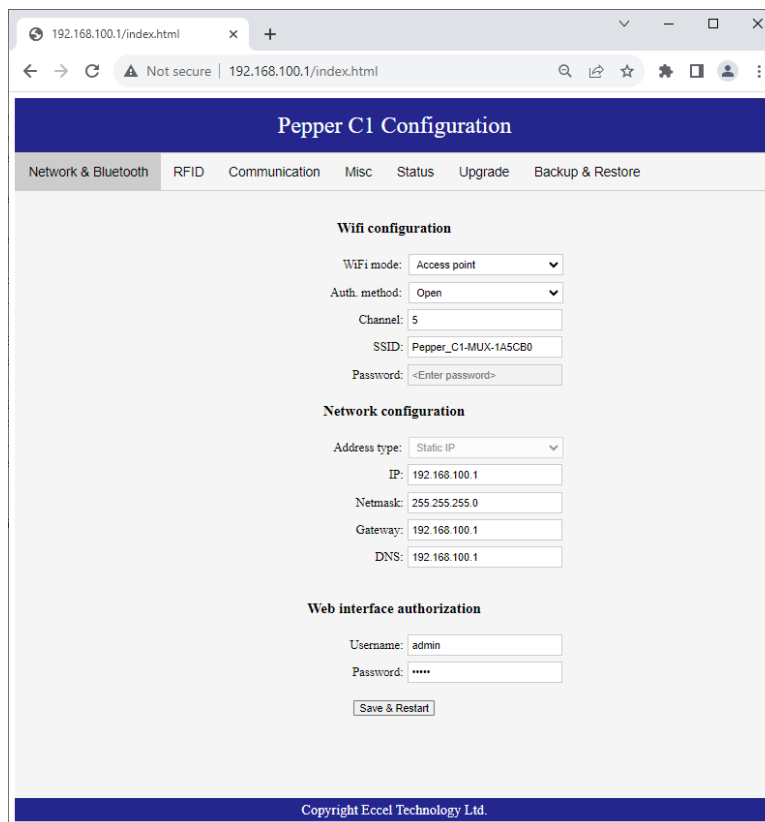 192.168.100.1/index.html
Not secure | 192.168.100.1/index.html
Pepper C1 Configuration
Network & Bluetooth RFID Communication Misc Status Upgrade Backup & Restore
Wifi configuration
WiFi mode: Access point
Auth. method: Open
Channel: 5
SSID: Pepper_C1-MUX-1A5CB0
Password: <Enter password>
Network configuration
Address type: Static IP
IP: 192.168.100.1
Netmask: 255.255.255.0
Gateway: 192.168.100.1
DNS: 192.168.100.1
Web interface authorization
Username: admin
Password: •••••
Save & Restart
Copyright Eccel Technology Ltd.